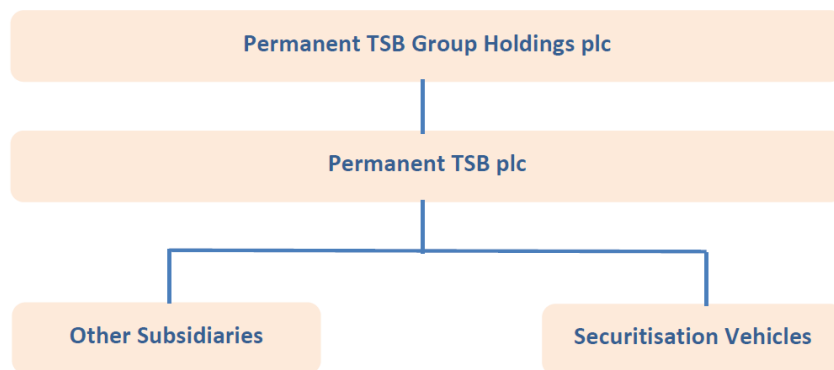 Permanent TSB Group Holdings plc
Permanent TSB plc
Other Subsidiaries
Securitisation Vehicles